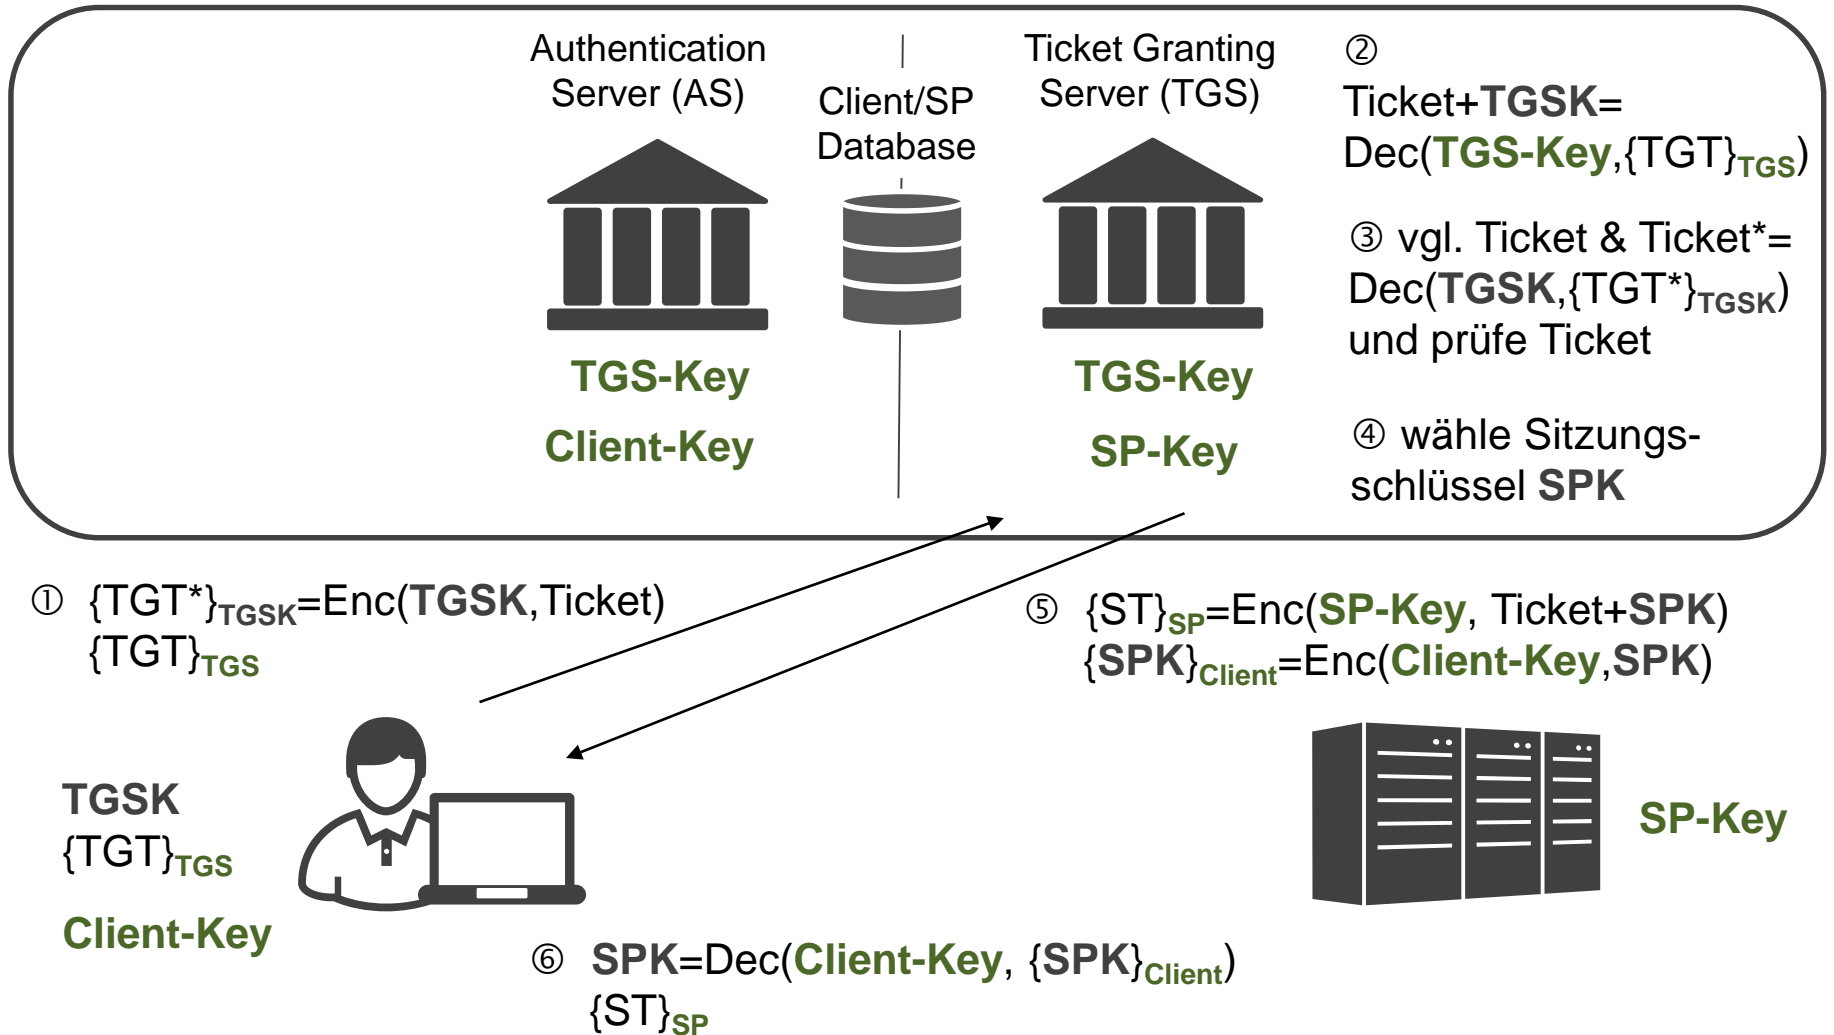 Authentication
Server (AS)
Client/SP
Database
Ticket Granting
Server (TGS)
②
Ticket+TGSK=
Dec(TGS-Key,{TGT}TGS)
③ vgl. Ticket & Ticket*=
Dec(TGSK,{TGT*}TGSK)
und prüfe Ticket
④ wähle Sitzungs-
schlüssel SPK
TGS-Key
Client-Key
TGS-Key
SP-Key
① {TGT*}TGSK=Enc(TGSK,Ticket)
{TGT}TGS
⑤ {ST}SP=Enc(SP-Key, Ticket+SPK)
{SPK}Client=Enc(Client-Key,SPK)
TGSK
{TGT}TGS
Client-Key
SP-Key
⑥ SPK=Dec(Client-Key, {SPK}Client)
{ST}SP